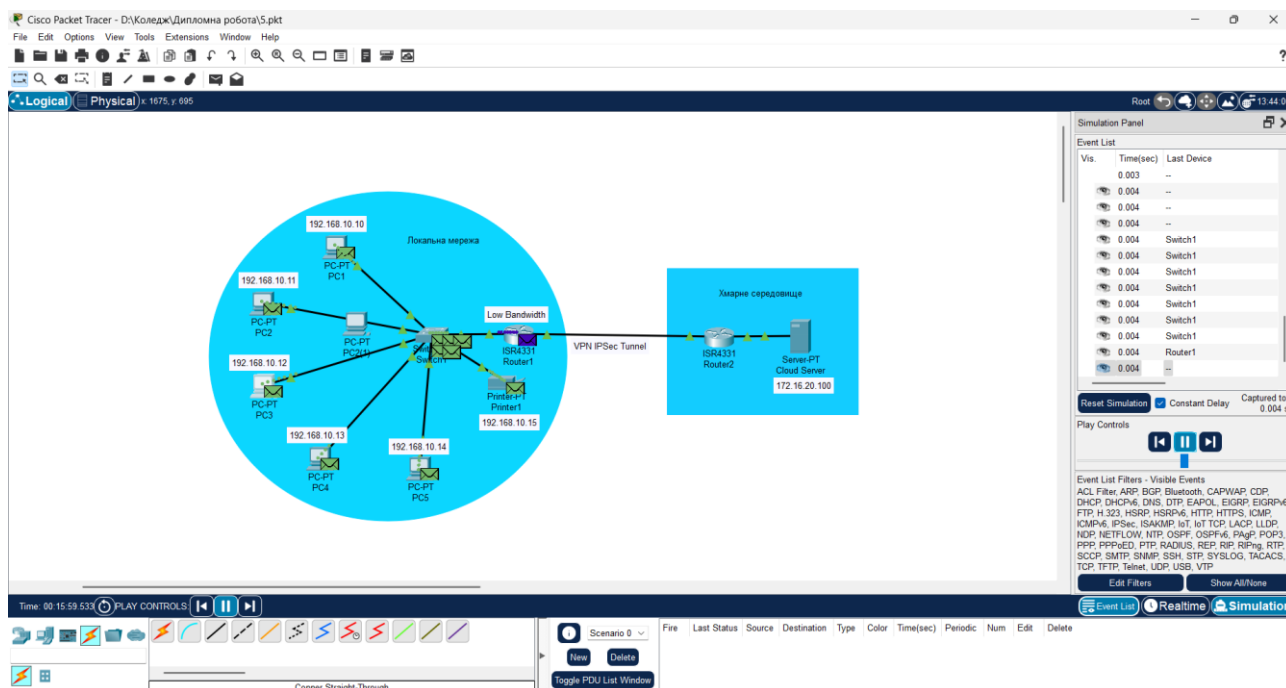 Cisco Packet Tracer - D:\Коледж\Дипломна робота\5.pkt
File Edit Options View Tools Extensions Window Help
?
Logical Physical x: 1675, y: 695
Root 13:44:0
Simulation Panel
Event List
Vis. Time(sec) Last Device
0.003 --
0.004 --
0.004 --
0.004 --
0.004 Switch1
0.004 Switch1
0.004 Switch1
0.004 Switch1
0.004 Switch1
0.004 Switch1
0.004 Switch1
0.004 Router1
0.004 --
Reset Simulation Constant Delay Captured to
0.004 s
Play Controls
Event List Filters - Visible Events
ACL Filter, ARP, BGP, Bluetooth, CAPWAP, CDP,
DHCP, DHCPv6, DNS, DTP, EAPOL, EIGRP, EIGRPv6
FTP, H.323, HSRP, HSRPv6, HTTP, HTTPS, ICMP,
ICMPv6, IPSec, ISAKMP, IoT, IoT TCP, LACP, LLDP,
NDP, NETFLOW, NTP, OSPF, OSPFv6, PAgP, POP3,
PPP, PPPoED, PTP, RADIUS, REP, RIP, RIPng, RTP,
SCCP, SMTP, SNMP, SSH, STP, SYSLOG, TACACS,
TCP, TFTP, Telnet, UDP, USB, VTP
Edit Filters Show All/None
Event List Realtime Simulation
192.168.10.10
Локальна мережа
PC-PT
PC1
192.168.10.11
PC-PT
PC2
PC-PT
PC2(1)
Low Bandwidth
Switch1
ISR4331
Router1
VPN IPSec Tunnel
192.168.10.12
PC-PT
PC3
Printer-PT
Printer1
192.168.10.15
192.168.10.13
PC-PT
PC4
192.168.10.14
PC-PT
PC5
Хмарне середовище
ISR4331
Router2
Server-PT
Cloud Server
172.16.20.100
Time: 00:15:59.533 PLAY CONTROLS:
Scenario 0
New Delete
Toggle PDU List Window
Fire Last Status Source Destination Type Color Time(sec) Periodic Num Edit Delete
Copper Straight-Through